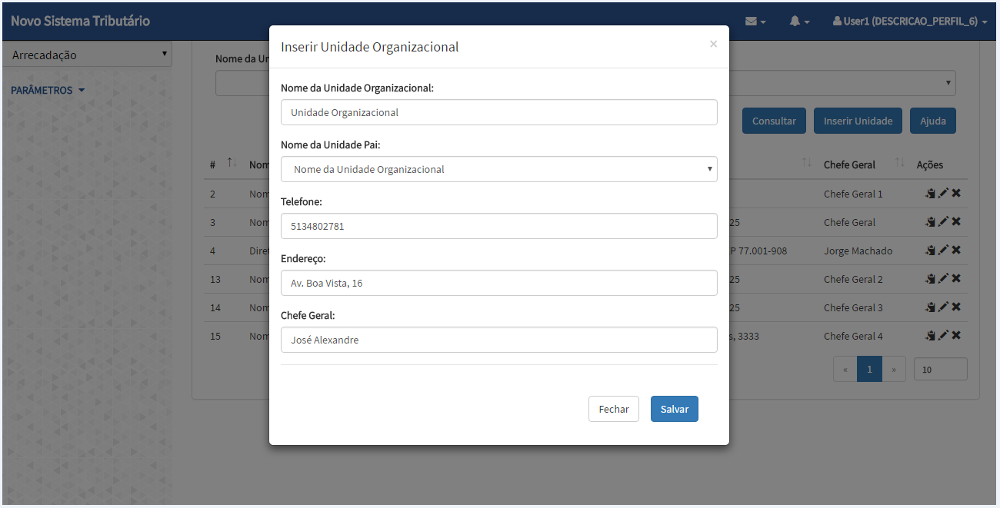 Novo Sistema Tributário
User1 (DESCRICAO_PERFIL_6)
Arrecadação
PARÂMETROS
Nome da Un
Consultar Inserir Unidade Ajuda
# Nom Chefe Geral Ações
2 Nom Chefe Geral 1
3 Nom 25 Chefe Geral
4 Diret P 77.001-908 Jorge Machado
13 Nom 25 Chefe Geral 2
14 Nom 25 Chefe Geral 3
15 Nom s, 3333 Chefe Geral 4
« 1 » 10
Inserir Unidade Organizacional ×
Nome da Unidade Organizacional:
Unidade Organizacional
Nome da Unidade Pai:
Nome da Unidade Organizacional
Telefone:
5134802781
Endereço:
Av. Boa Vista, 16
Chefe Geral:
José Alexandre
Fechar Salvar